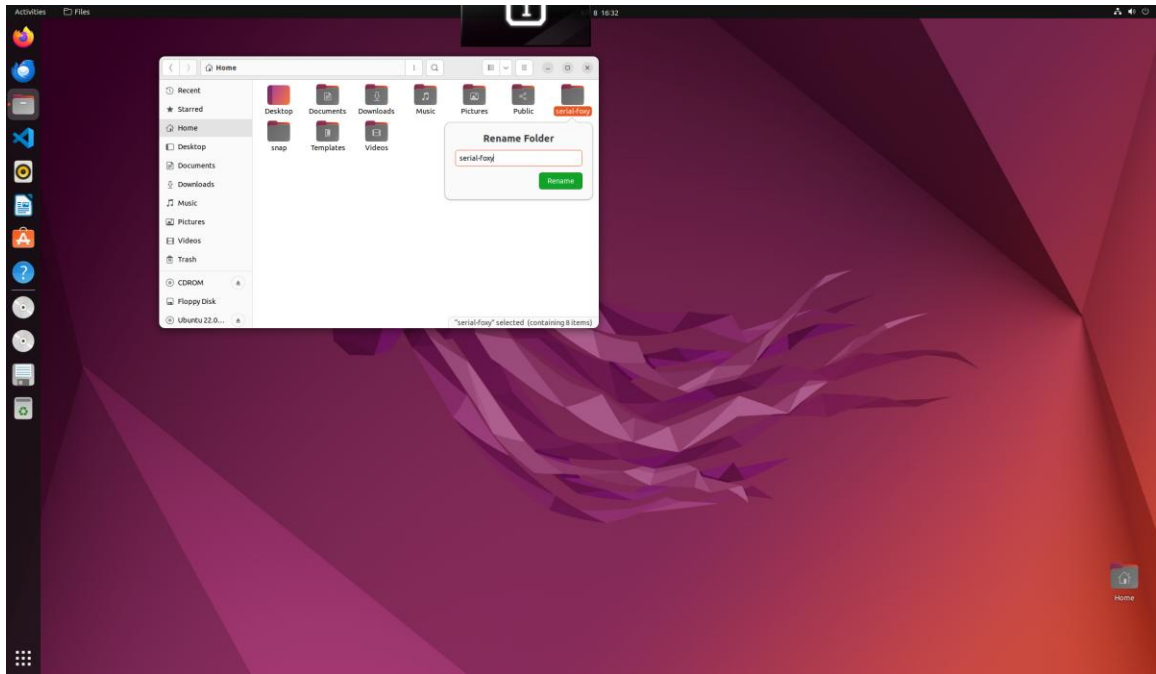 Activities Files 8 16:32
1
Home
Recent
Starred
Home
Desktop
Documents
Downloads
Music
Pictures
Videos
Trash
CDROM
Floppy Disk
Ubuntu 22.0...
Desktop Documents Downloads Music Pictures Public serial-foxy
snap Templates Videos
Rename Folder
serial-foxy
Rename
"serial-foxy" selected (containing 8 items)
Home